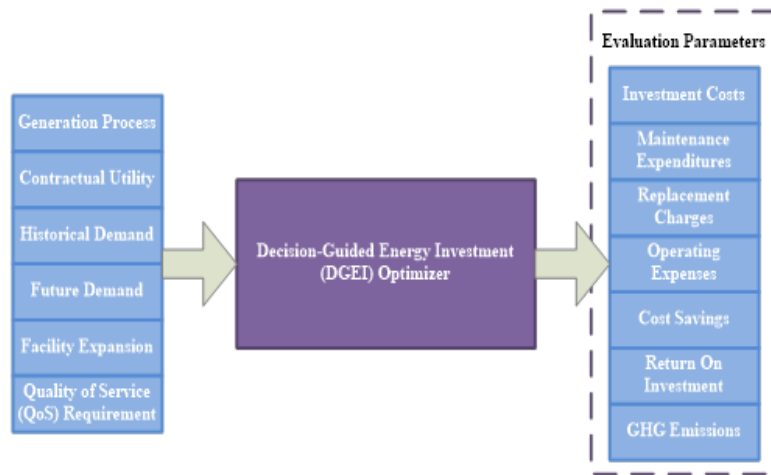 Generation Process
Contractual Utility
Historical Demand
Future Demand
Facility Expansion
Quality of Service
(QoS) Requirement
Decision-Guided Energy Investment
(DGEI) Optimizer
Evaluation Parameters
Investment Costs
Maintenance
Expenditures
Replacement
Charges
Operating
Expenses
Cost Savings
Return On
Investment
GHG Emissions